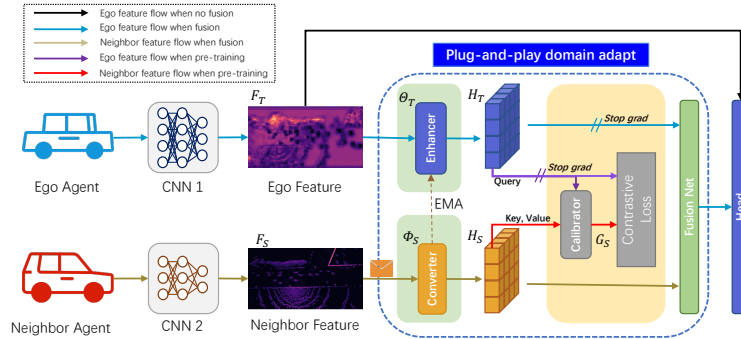 Ego feature flow when no fusion
Ego feature flow when fusion
Neighbor feature flow when fusion
Ego feature flow when pre-training
Neighbor feature flow when pre-training
Plug-and-play domain adapt
F_T
Θ_T
H_T
Enhancer
Stop grad
Ego Agent
CNN 1
Ego Feature
Query
Stop grad
EMA
Calibrator
Contrastive
Loss
Fusion Net
Head
F_S
Φ_S
H_S
Key, Value
G_S
Converter
Neighbor Agent
CNN 2
Neighbor Feature